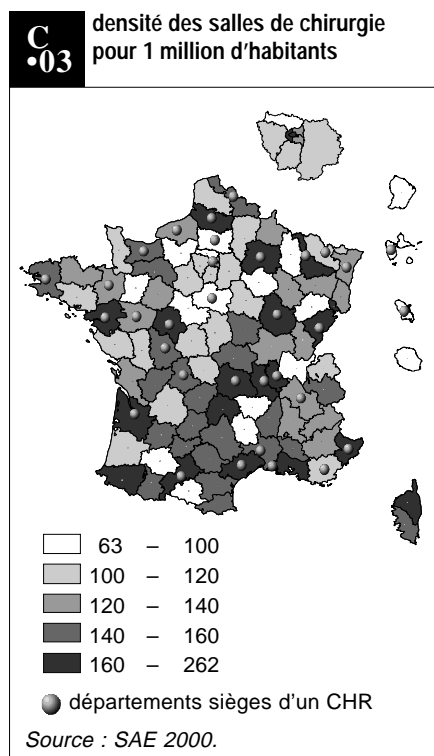 C
•03
densité des salles de chirurgie
pour 1 million d'habitants
63 – 100
100 – 120
120 – 140
140 – 160
160 – 262
départements sièges d'un CHR
Source : SAE 2000.